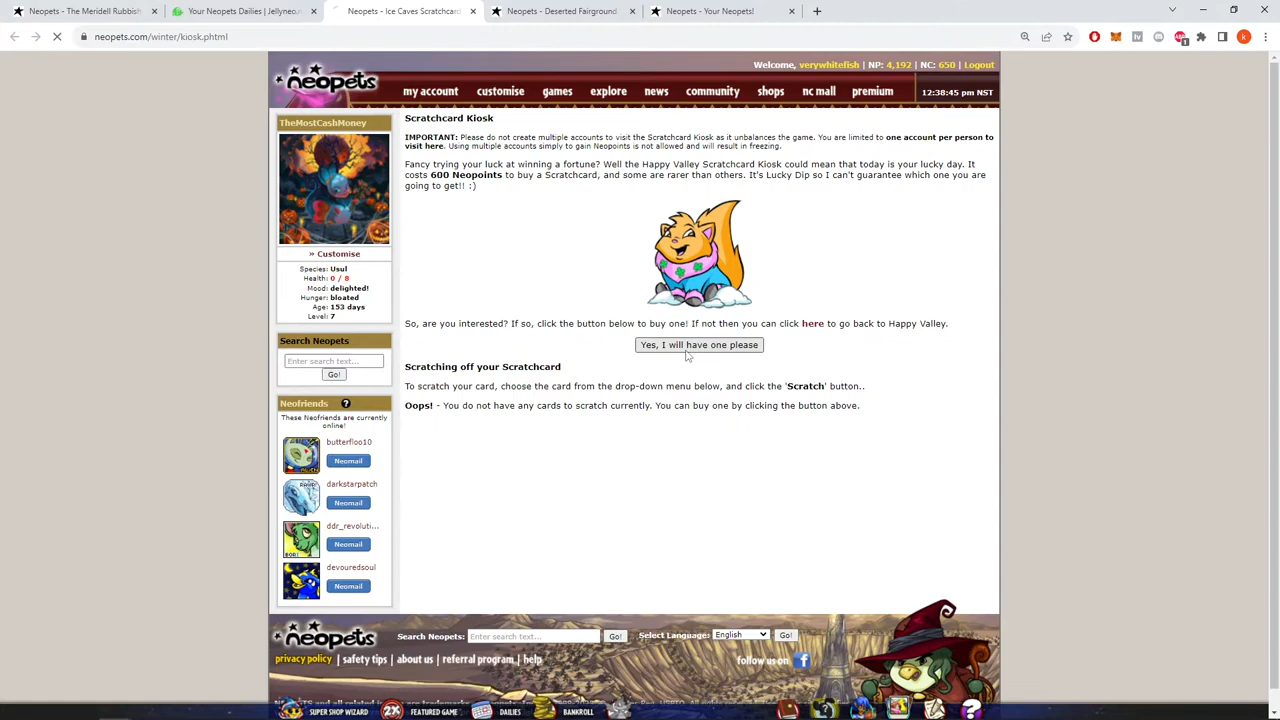 Neopets - The Meridell Rubbish
Your Neopets Dailies | Jellyneo.
Neopets - Ice Caves Scratchcard
Neopets - Deserted Fairground
Neopets - Your Neopets!
neopets.com/winter/kiosk.phtml
neopets
Welcome, verywhitefish | NP: 4,192 | NC: 650 | Logout
my account customise games explore news community shops nc mall premium 12:38:45 pm NST
TheMostCashMoney
» Customise
Species: Usul
Health: 0 / 8
Mood: delighted!
Hunger: bloated
Age: 153 days
Level: 7
Search Neopets
Enter search text...
Go!
Neofriends
These Neofriends are currently
online!
butterfloo10
Neomail
darkstarpatch
Neomail
ddr_revoluti...
Neomail
devouredsoul
Neomail
Scratchcard Kiosk
IMPORTANT: Please do not create multiple accounts to visit the Scratchcard Kiosk as it unbalances the game. You are limited to one account per person to
visit here. Using multiple accounts simply to gain Neopoints is not allowed and will result in freezing.
Fancy trying your luck at winning a fortune? Well the Happy Valley Scratchcard Kiosk could mean that today is your lucky day. It
costs 600 Neopoints to buy a Scratchcard, and some are rarer than others. It's Lucky Dip so I can't guarantee which one you are
going to get!! :)
So, are you interested? If so, click the button below to buy one! If not then you can click here to go back to Happy Valley.
Yes, I will have one please
Scratching off your Scratchcard
To scratch your card, choose the card from the drop-down menu below, and click the 'Scratch' button..
Oops! - You do not have any cards to scratch currently. You can buy one by clicking the button above.
neopets
Search Neopets: Enter search text... Go! Select Language: English Go!
privacy policy | safety tips | about us | referral program | help
follow us on f
SUPER SHOP WIZARD 2X FEATURED GAME DAILIES BANKROLL